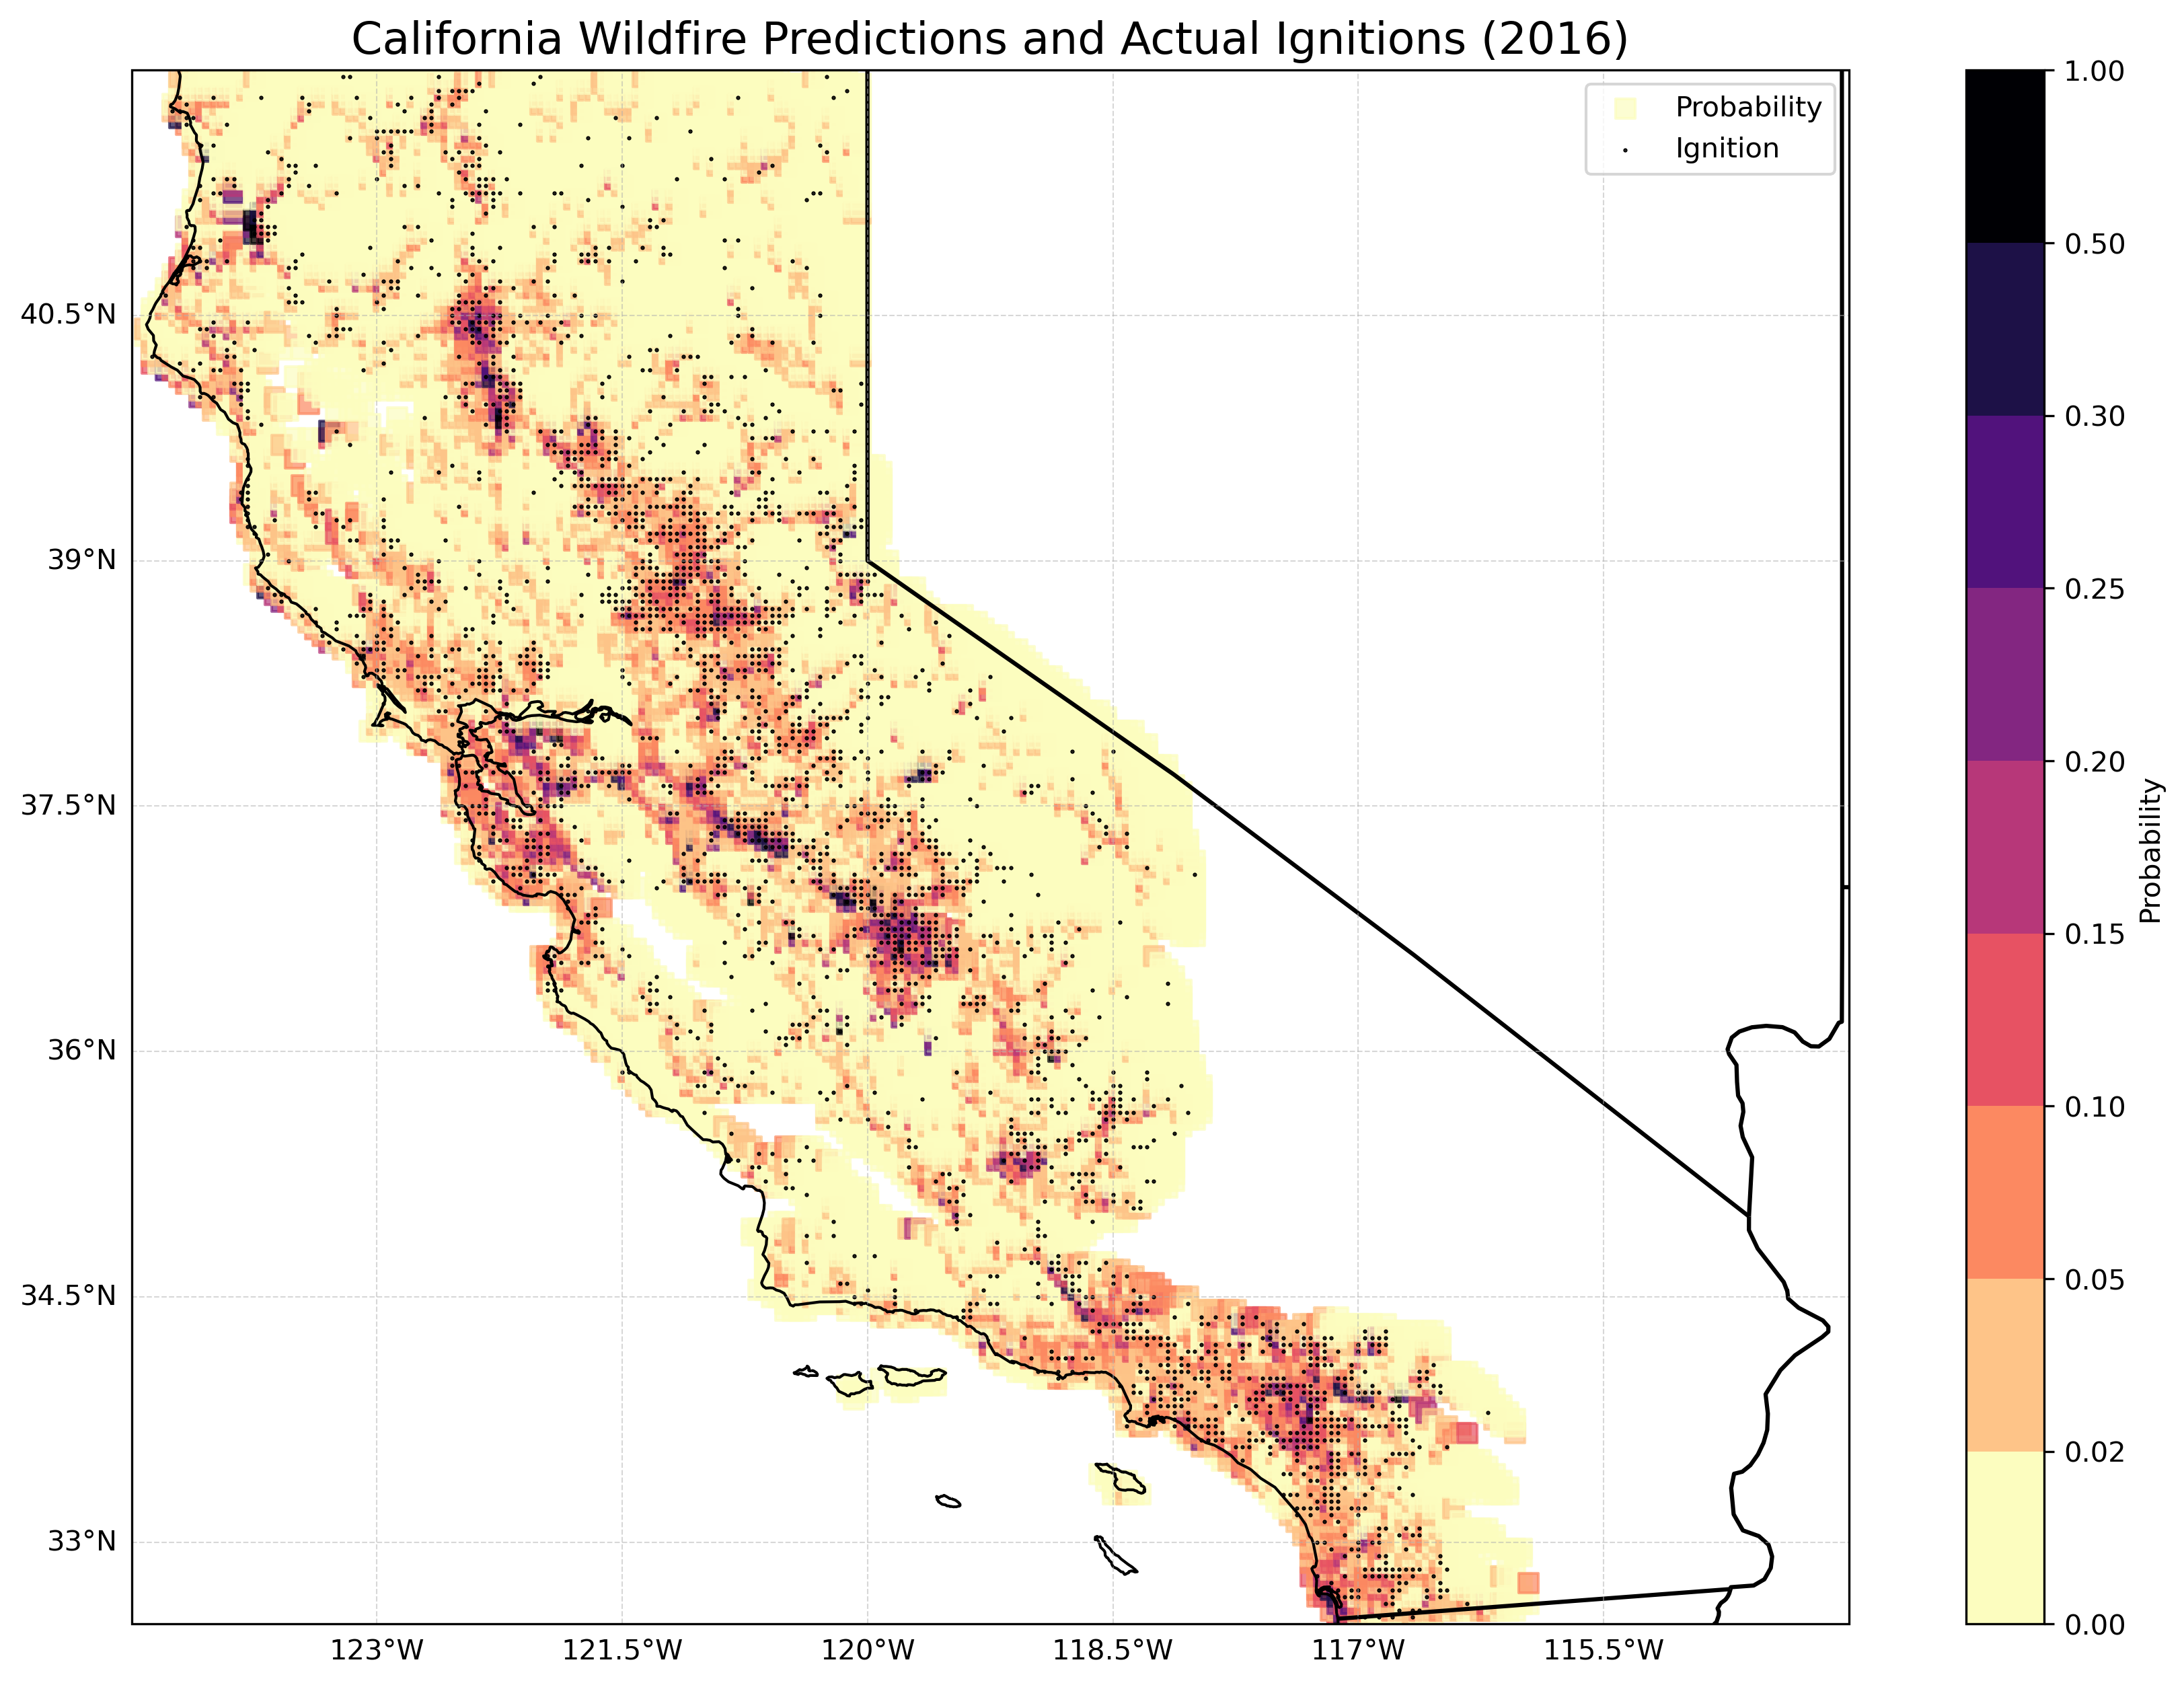 California Wildfire Predictions and Actual Ignitions (2016)
Probability
Ignition
40.5°N
39°N
37.5°N
36°N
34.5°N
33°N
123°W
121.5°W
120°W
118.5°W
117°W
115.5°W
1.00
0.50
0.30
0.25
0.20
0.15
0.10
0.05
0.02
0.00
Probability